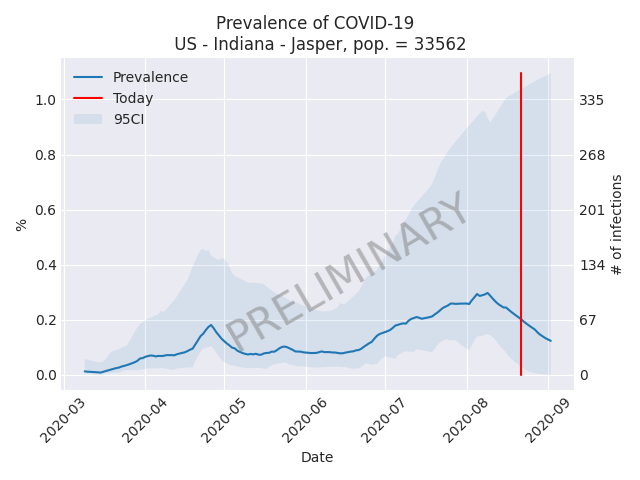 Prevalence of COVID-19
US - Indiana - Jasper, pop. = 33562
Prevalence
Today
95CI
1.0
0.8
0.6
0.4
0.2
0.0
%
335
268
201
134
67
0
# of infections
PRELIMINARY
2020-03
2020-04
2020-05
2020-06
2020-07
2020-08
2020-09
Date